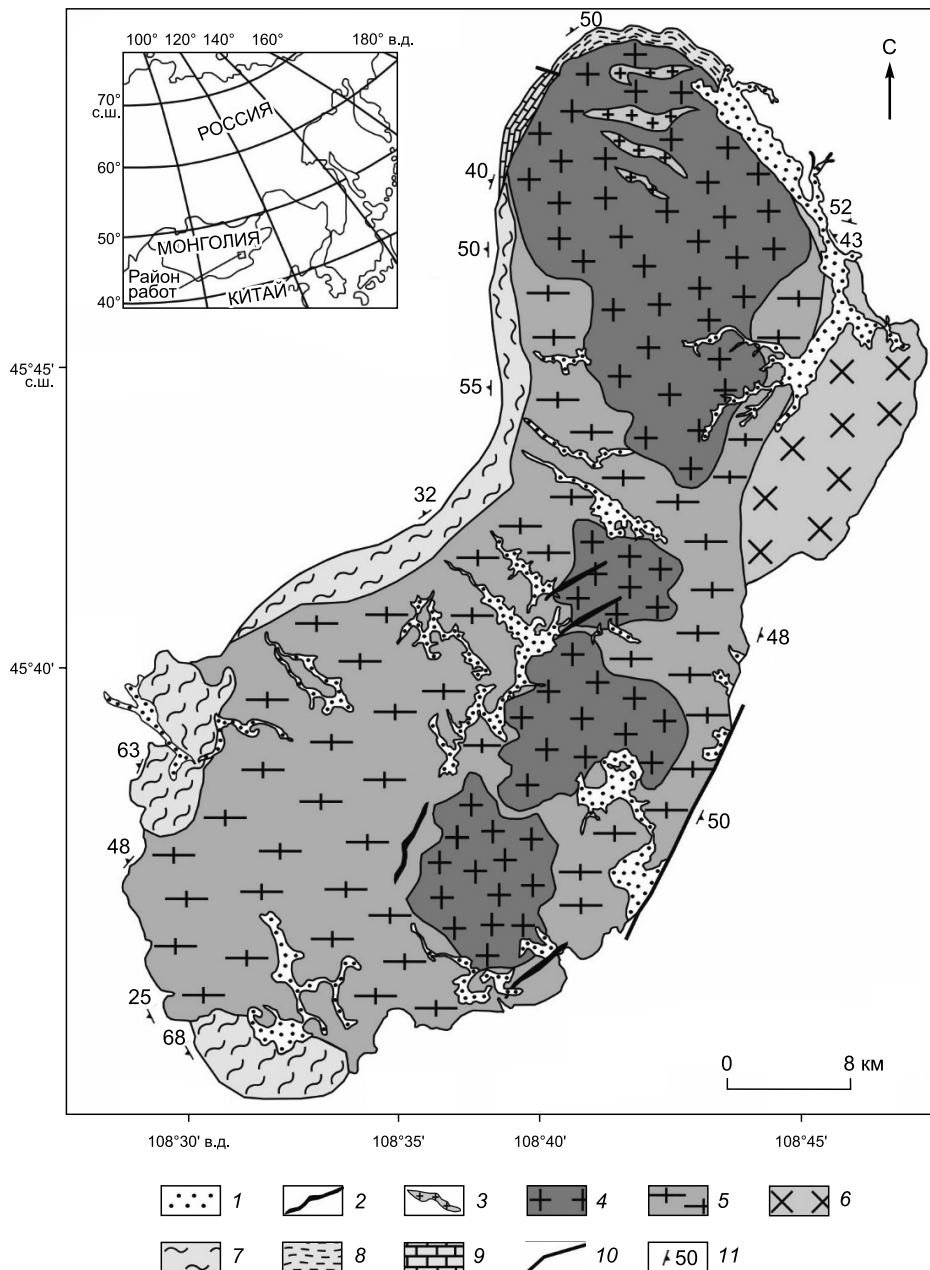 50
100° 120° 140° 160° 180° в.д.
С
70°
с.ш.
РОССИЯ
60°
40
52
50°
МОНГОЛИЯ
43
50
Район
работ
КИТАЙ
40°
45°45'
с.ш.
55
32
48
45°40'
63
50
48
25
68
0 8 км
108°30' в.д. 108°35' 108°40' 108°45'
1 2 3 4 5 6
7 8 9 10 50 11